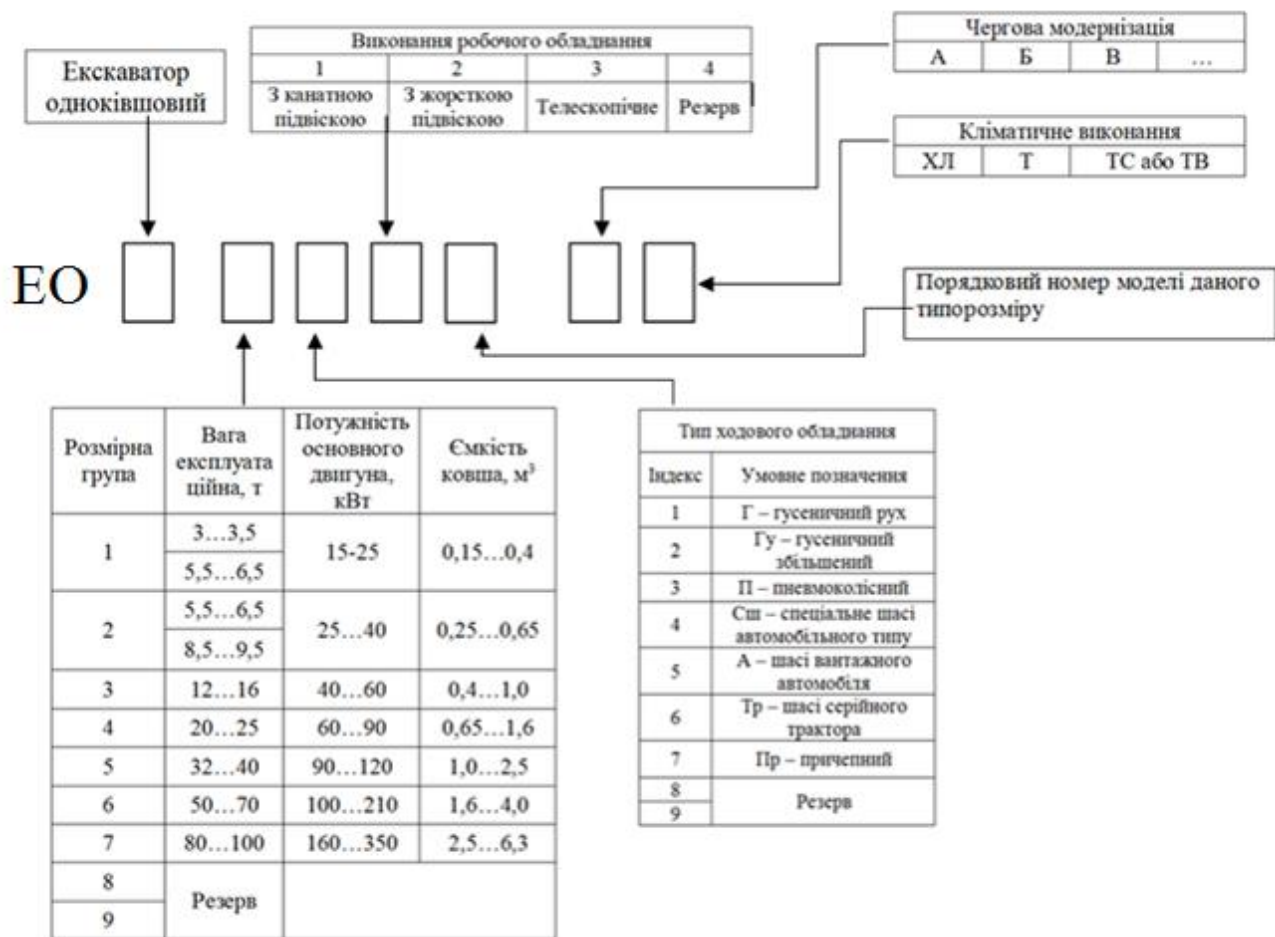 Виконання робочого обладнання
1 2 3 4
З канатною підвіскою З жорсткою підвіскою Телескопічне Резерв
Екскаватор
одноківшовий
Чергова модернізація
А Б В …
Кліматичне виконання
ХЛ Т ТС або ТВ
ЕО
Порядковий номер моделі даного
типорозміру
Розмірна група Вага експлуата ційна, т Потужність основного двигуна, кВт Ємкість ковша, м³
1 3…3,5 15-25 0,15…0,4
5,5…6,5
2 5,5…6,5 25…40 0,25…0,65
8,5…9,5
3 12…16 40…60 0,4…1,0
4 20…25 60…90 0,65…1,6
5 32…40 90…120 1,0…2,5
6 50…70 100…210 1,6…4,0
7 80…100 160…350 2,5…6,3
8 Резерв
9
Тип ходового обладнання
Індекс Умовне позначення
1 Г – гусеничний рух
2 Гу – гусеничний
збільшений
3 П – пневмоколісний
4 Сш – спеціальне шасі
автомобільного типу
5 А – шасі вантажного
автомобіля
6 Тр – шасі серійного
трактора
7 Пр – причепний
8 Резерв
9